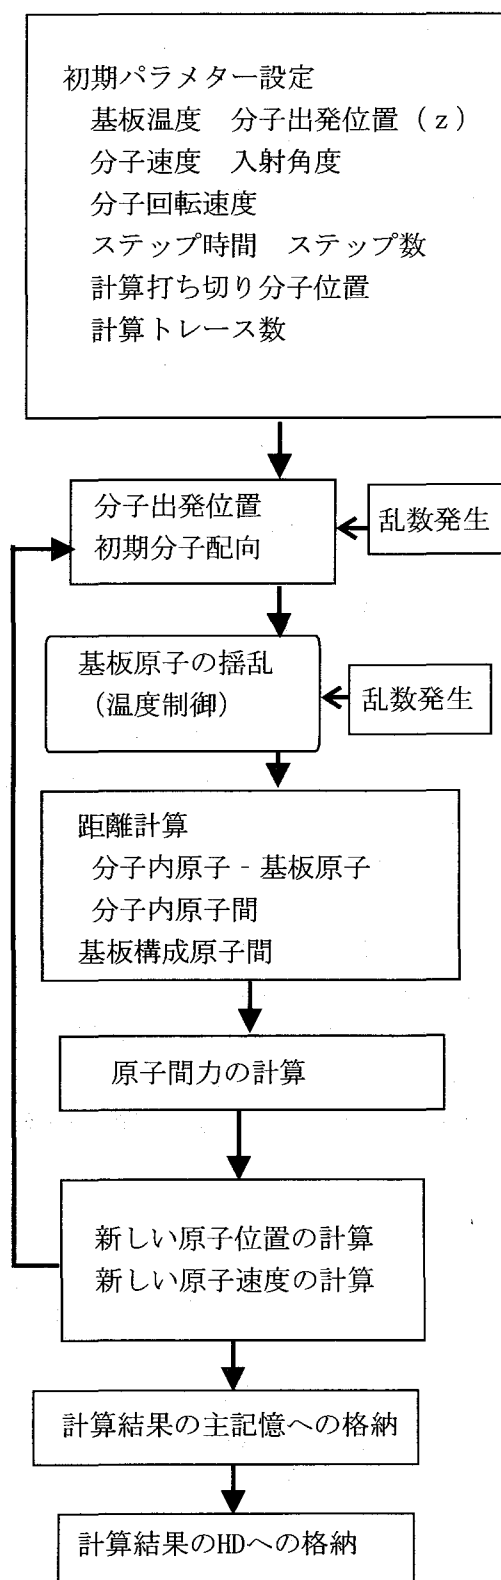 初期パラメター設定
基板温度 分子出発位置(z)
分子速度 入射角度
分子回転速度
ステップ時間 ステップ数
計算打ち切り分子位置
計算トレース数
分子出発位置
初期分子配向
乱数発生
基板原子の揺乱
(温度制御)
乱数発生
距離計算
分子内原子‐基板原子
分子内原子間
基板構成原子間
原子間力の計算
新しい原子位置の計算
新しい原子速度の計算
計算結果の主記憶への格納
計算結果のHDへの格納